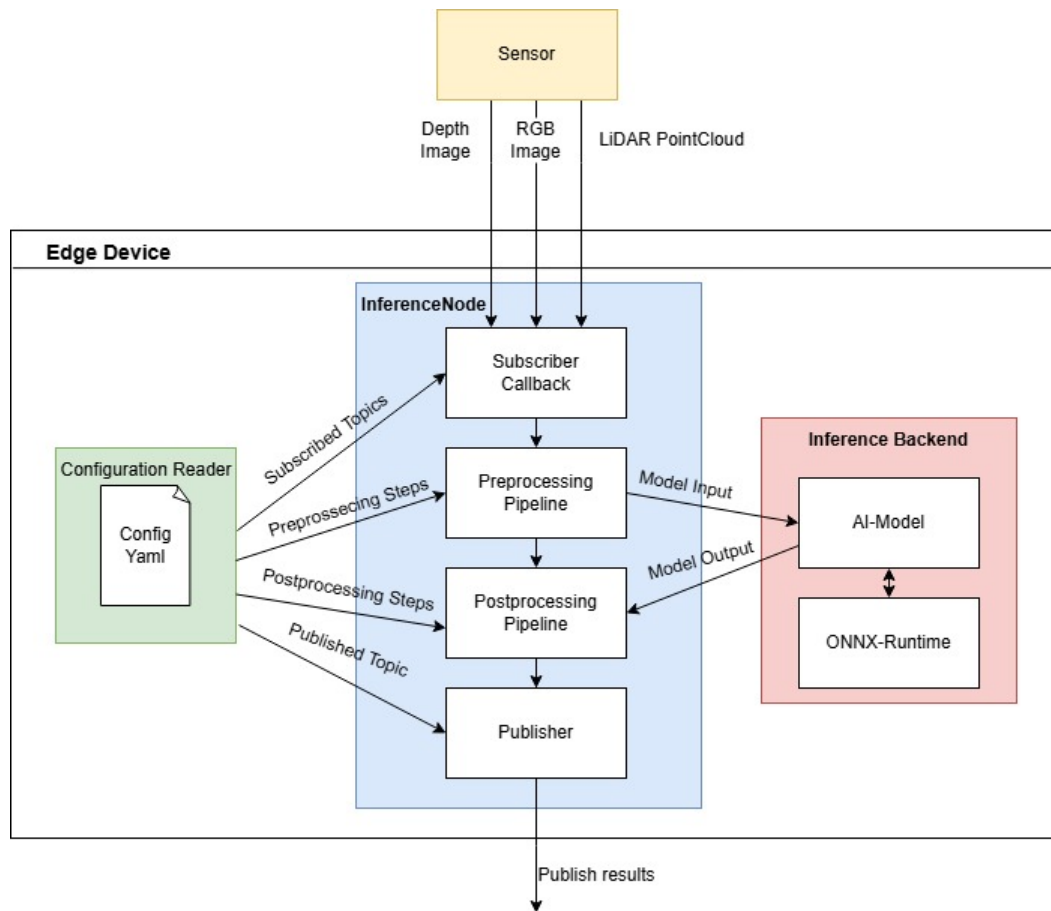 Sensor
Depth
Image
RGB
Image
LiDAR PointCloud
Edge Device
InferenceNode
Subscriber
Callback
Subscribed Topics
Configuration Reader
Config
Yaml
Preprossecing Steps
Preprocessing
Pipeline
Model Input
Inference Backend
AI-Model
Model Output
Postprocessing Steps
Postprocessing
Pipeline
ONNX-Runtime
Published Topic
Publisher
Publish results